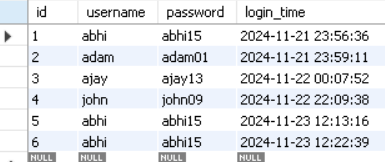 id username password login_time
1 abhi abhi15 2024-11-21 23:56:36
2 adam adam01 2024-11-21 23:59:11
3 ajay ajay13 2024-11-22 00:07:52
4 john john09 2024-11-22 22:09:38
5 abhi abhi15 2024-11-23 12:13:16
6 abhi abhi15 2024-11-23 12:22:39
NULL NULL NULL NULL